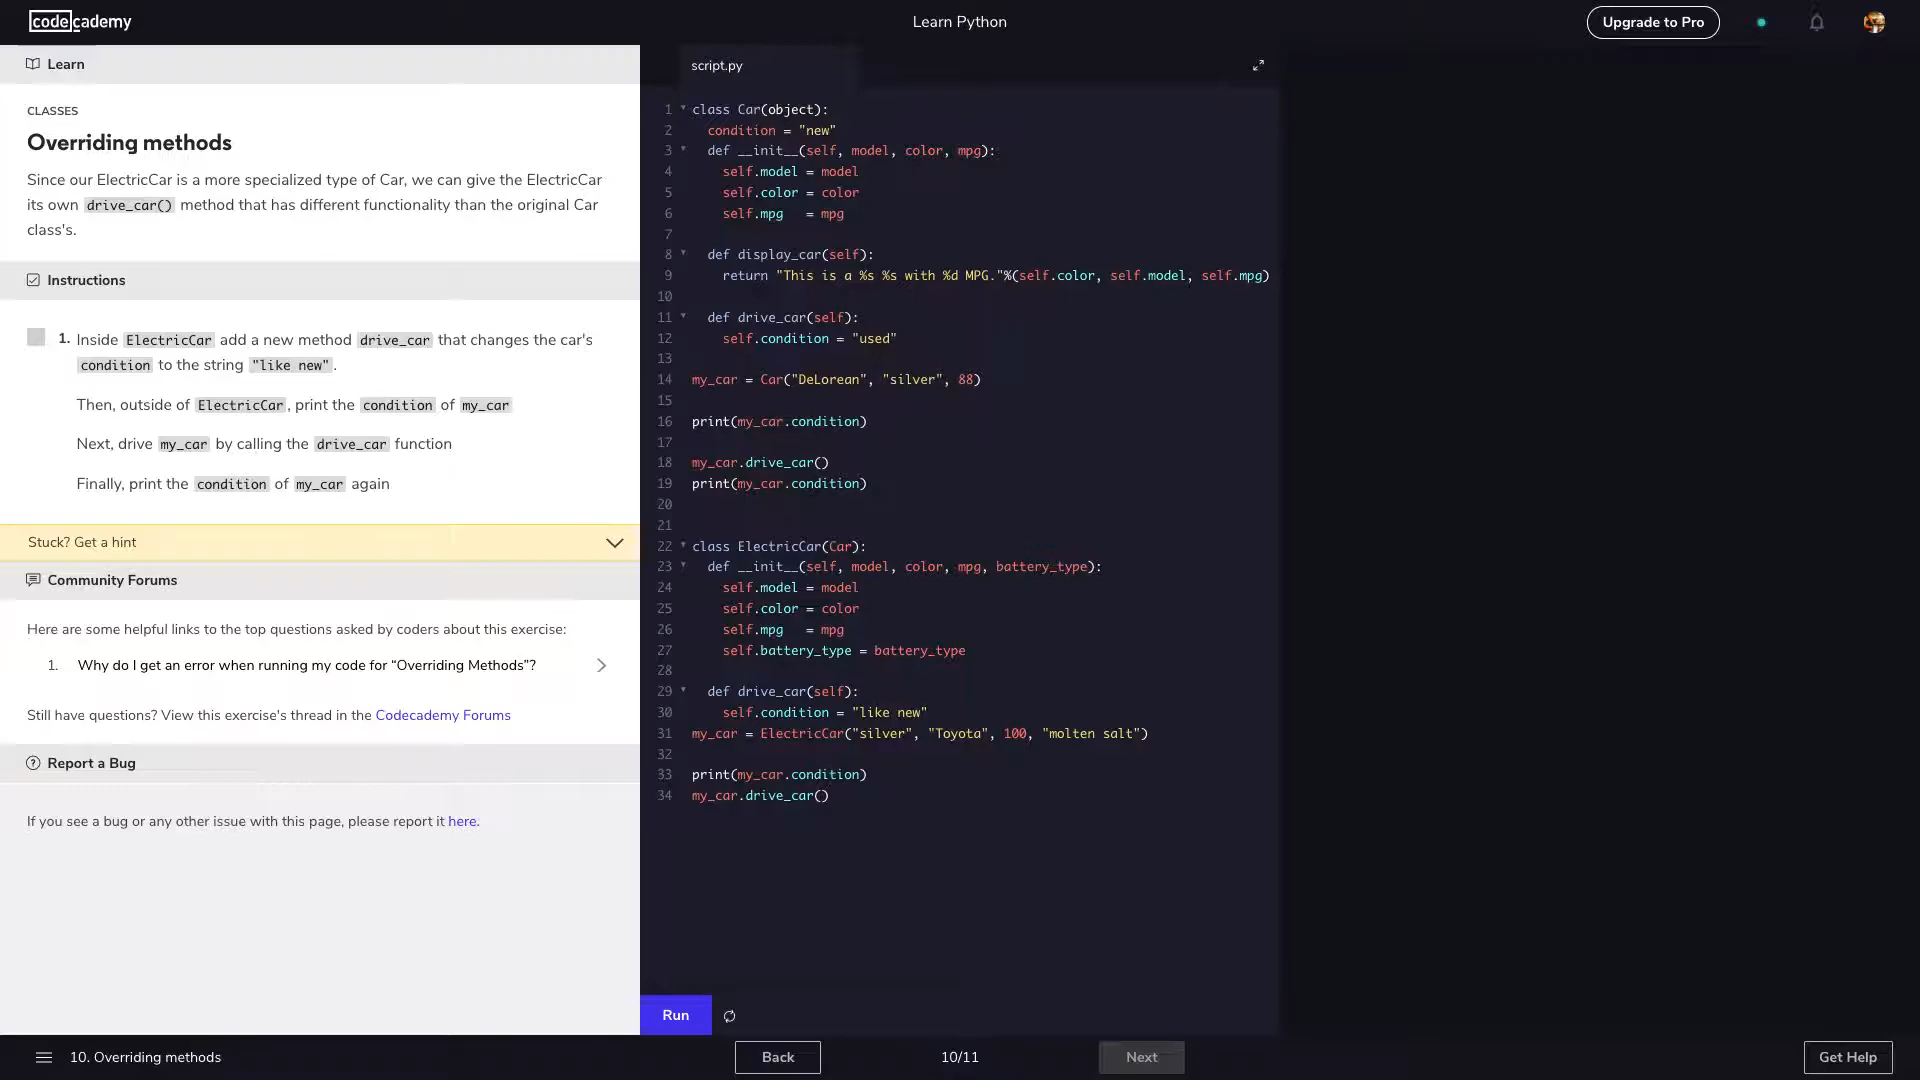 codecademy
Learn Python
Upgrade to Pro
Learn
CLASSES
Overriding methods
Since our ElectricCar is a more specialized type of Car, we can give the ElectricCar
its own drive_car() method that has different functionality than the original Car
class's.
Instructions
1. Inside ElectricCar add a new method drive_car that changes the car's
condition to the string "like new".
Then, outside of ElectricCar, print the condition of my_car
Next, drive my_car by calling the drive_car function
Finally, print the condition of my_car again
Stuck? Get a hint
Community Forums
Here are some helpful links to the top questions asked by coders about this exercise:
1. Why do I get an error when running my code for “Overriding Methods”?
Still have questions? View this exercise's thread in the Codecademy Forums
Report a Bug
If you see a bug or any other issue with this page, please report it here.
script.py
1 class Car(object):
2   condition = "new"
3   def __init__(self, model, color, mpg):
4     self.model = model
5     self.color = color
6     self.mpg   = mpg
7
8   def display_car(self):
9     return "This is a %s %s with %d MPG."%(self.color, self.model, self.mpg)
10
11   def drive_car(self):
12     self.condition = "used"
13
14 my_car = Car("DeLorean", "silver", 88)
15
16 print(my_car.condition)
17
18 my_car.drive_car()
19 print(my_car.condition)
20
21
22 class ElectricCar(Car):
23   def __init__(self, model, color, mpg, battery_type):
24     self.model = model
25     self.color = color
26     self.mpg   = mpg
27     self.battery_type = battery_type
28
29   def drive_car(self):
30     self.condition = "like new"
31 my_car = ElectricCar("silver", "Toyota", 100, "molten salt")
32
33 print(my_car.condition)
34 my_car.drive_car()
Run
10. Overriding methods
Back
10/11
Next
Get Help